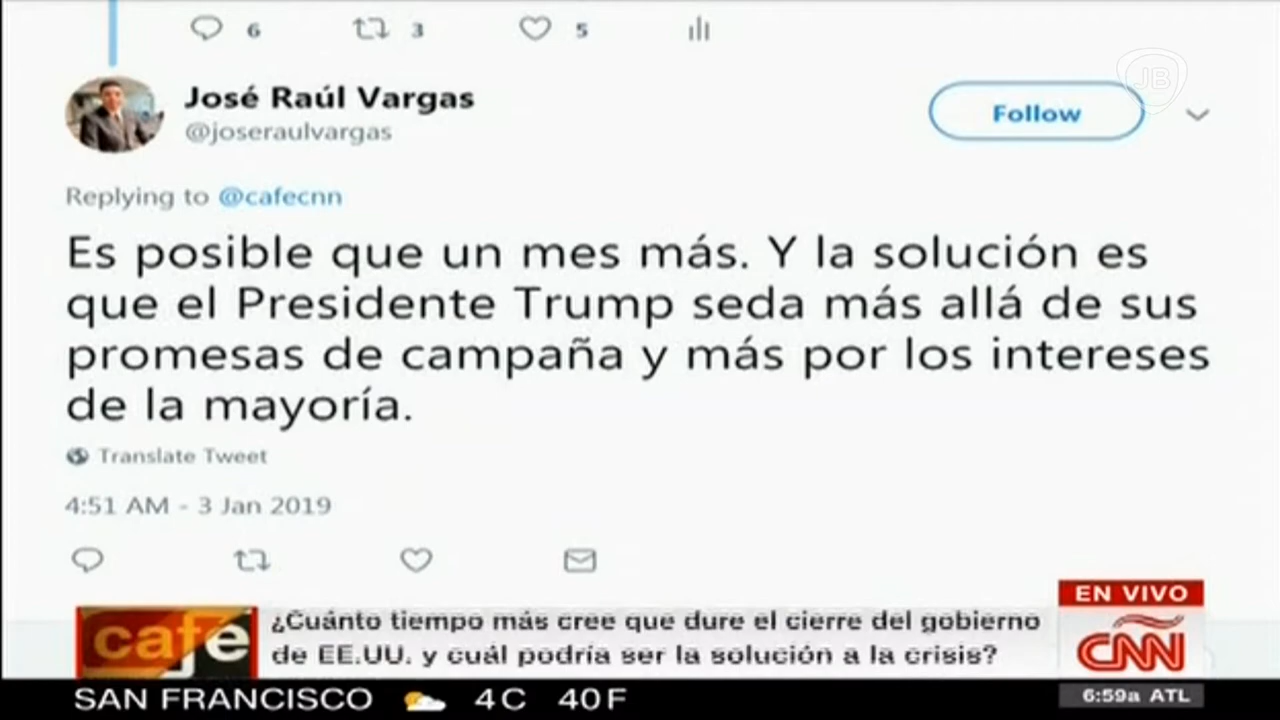 6 3 5
JB
José Raúl Vargas
@joseraulvargas
Follow
Replying to @cafecnn
Es posible que un mes más. Y la solución es
que el Presidente Trump seda más allá de sus
promesas de campaña y más por los intereses
de la mayoría.
Translate Tweet
4:51 AM - 3 Jan 2019
café
¿Cuánto tiempo más cree que dure el cierre del gobierno
de EE.UU. y cuál podría ser la solución a la crisis?
EN VIVO
CNN
SAN FRANCISCO 4C 40F
6:59a ATL